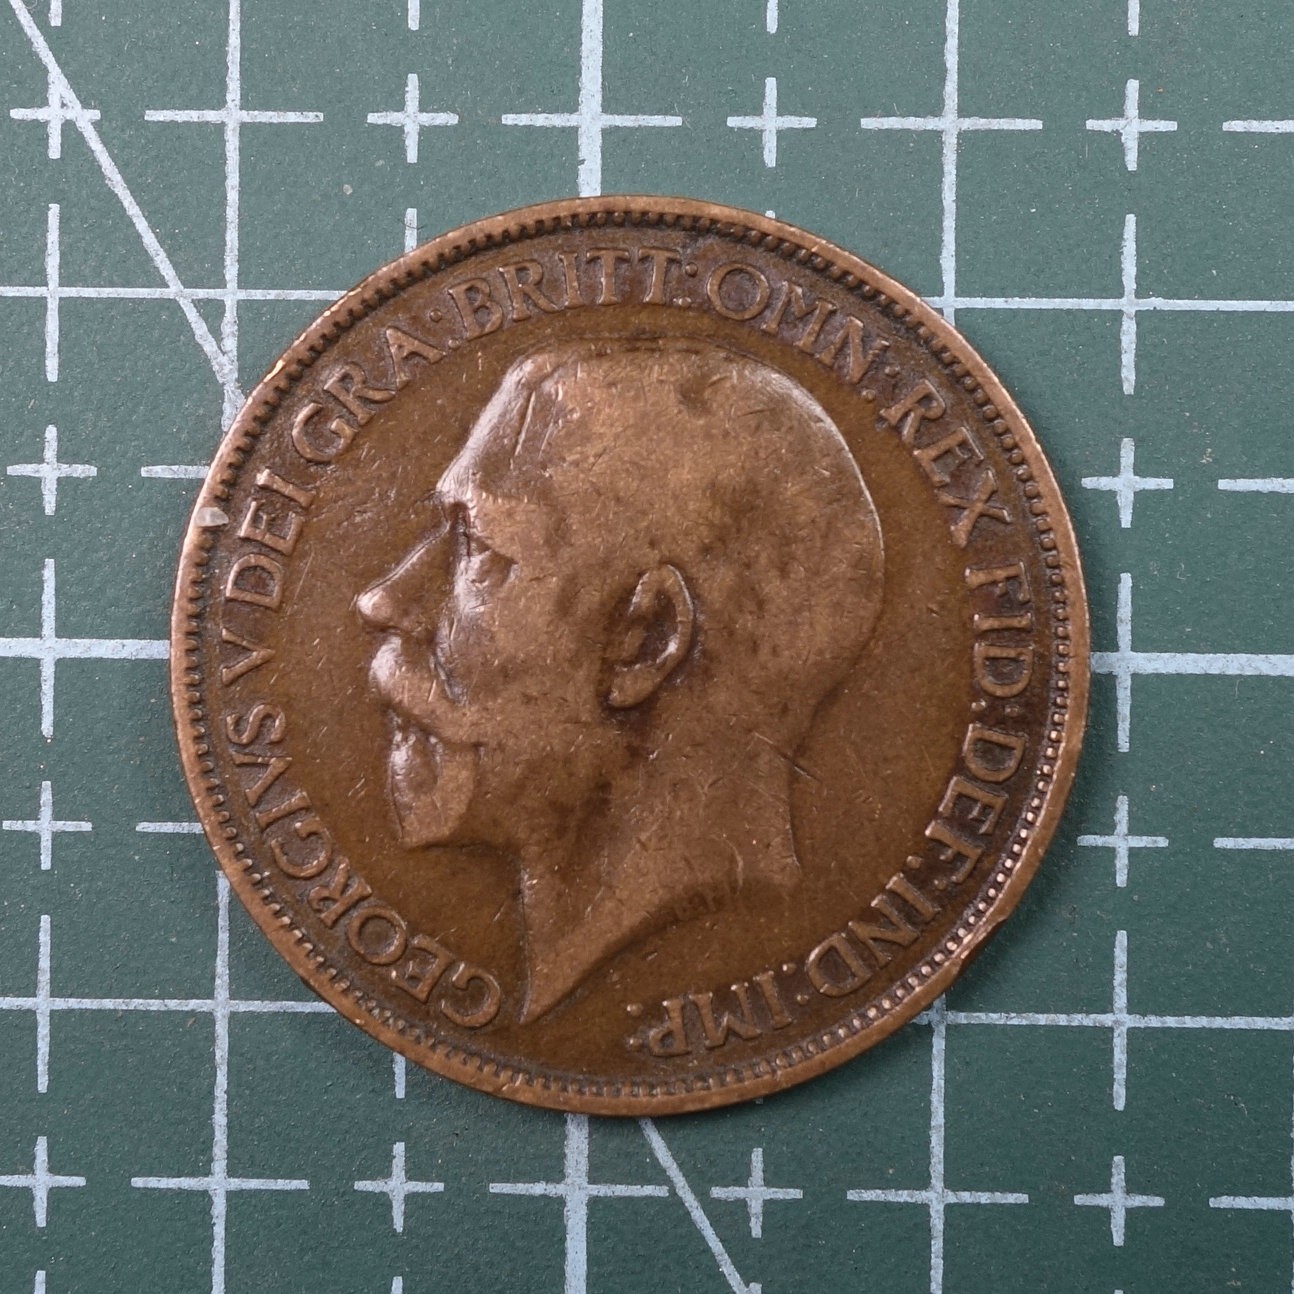 GEORGIVS V DEI GRA: BRITT: OMN: REX FID: DEF: IND: IMP: